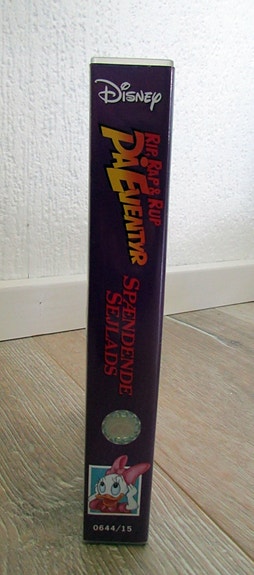 Disney
RIP, RAP & RUP
PÅ EVENTYR
SPÆNDENDE
SEJLADS
0644/15